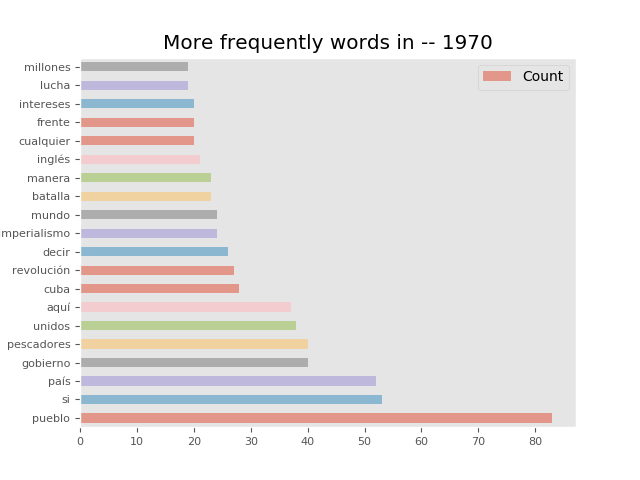 More frequently words in -- 1970
Count
millones
lucha
intereses
frente
cualquier
inglés
manera
batalla
mundo
mperialismo
decir
revolución
cuba
aquí
unidos
pescadores
gobierno
país
si
pueblo
0 10 20 30 40 50 60 70 80